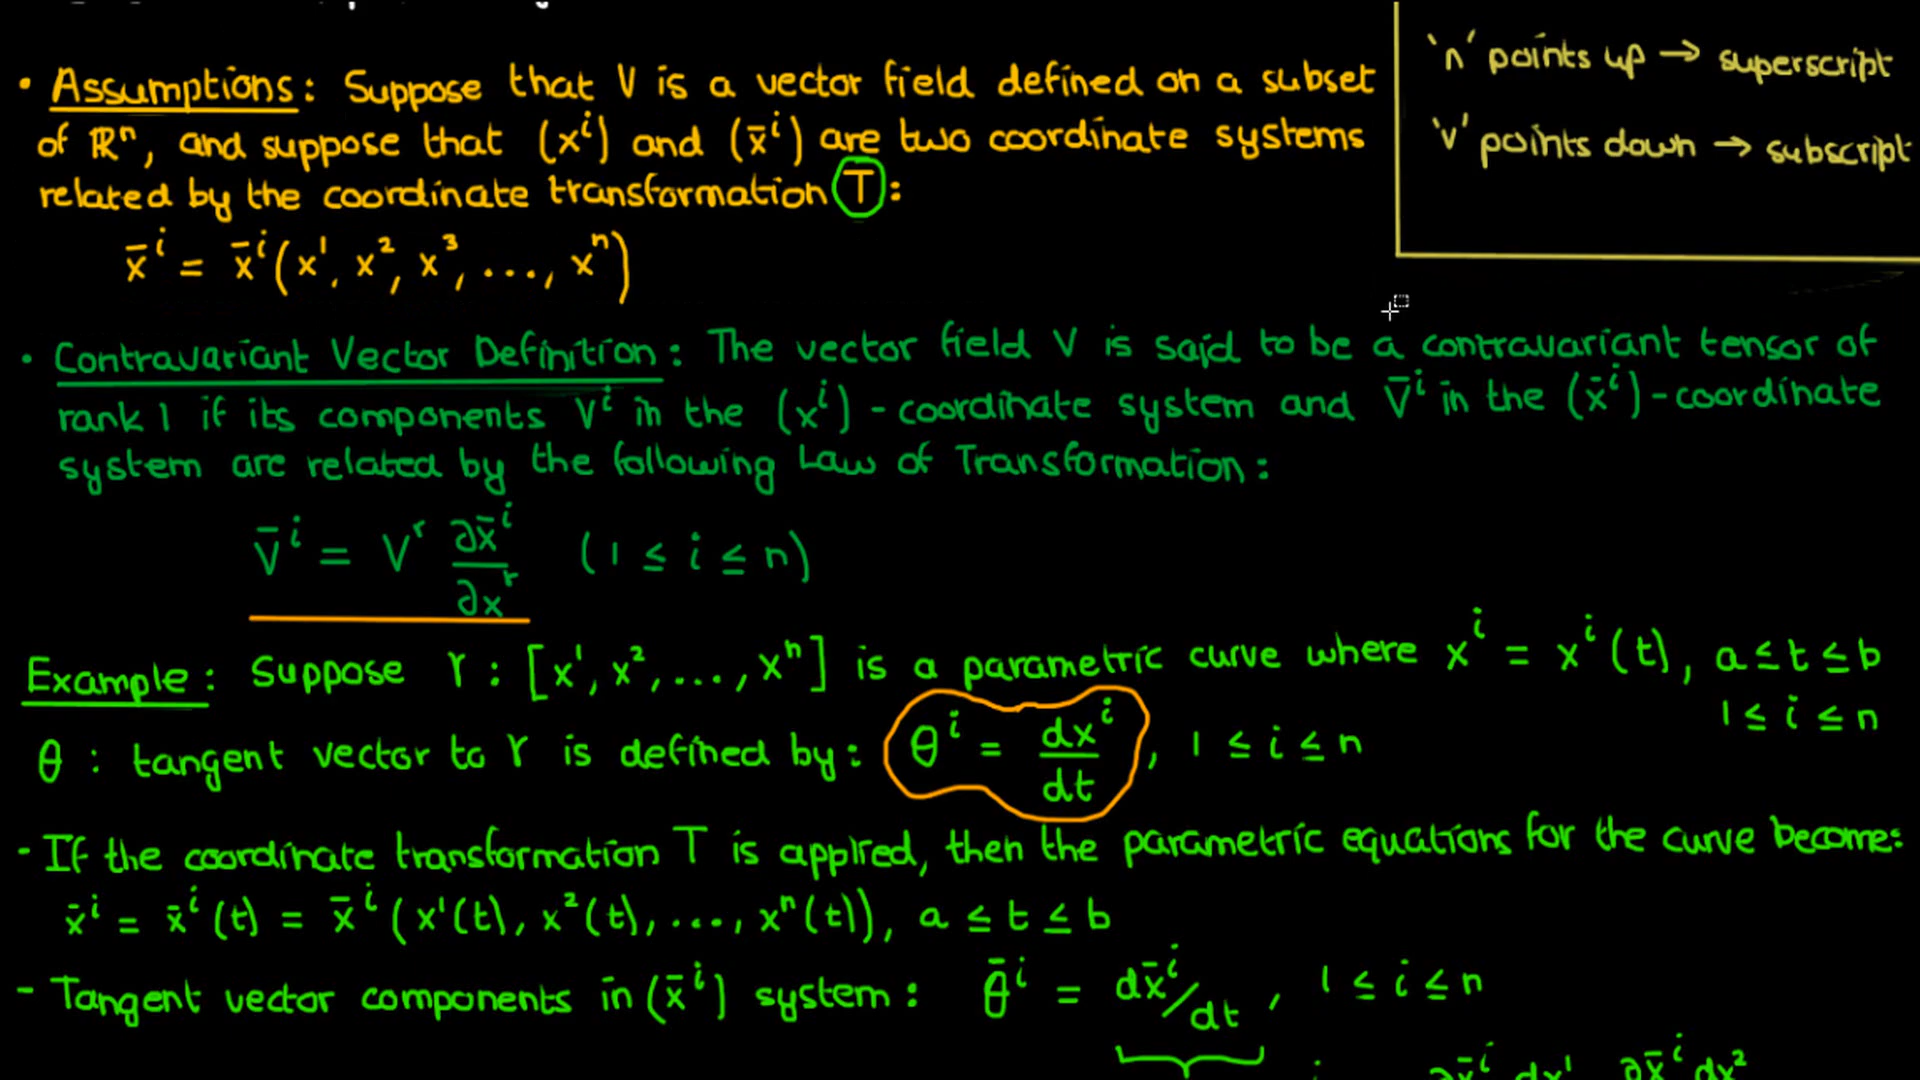 'n' points up → superscript
'v' points down → subscript
• Assumptions: Suppose that V is a vector field defined on a subset
of ℝⁿ, and suppose that (xⁱ) and (x̄ⁱ) are two coordinate systems
related by the coordinate transformation T:
x̄ⁱ = x̄ⁱ(x¹, x², x³, ..., xⁿ)
• Contravariant Vector Definition: The vector field V is said to be a contravariant tensor of
rank 1 if its components Vⁱ in the (xⁱ) - coordinate system and V̄ⁱ in the (x̄ⁱ) - coordinate
system are related by the following Law of Transformation:
V̄ⁱ = Vʳ ∂x̄ⁱ/∂xʳ (1 ≤ i ≤ n)
Example: Suppose γ : [x¹, x², ..., xⁿ] is a parametric curve where xⁱ = xⁱ(t), a ≤ t ≤ b
1 ≤ i ≤ n
θ : tangent vector to γ is defined by: θⁱ = dxⁱ/dt, 1 ≤ i ≤ n
- If the coordinate transformation T is applied, then the parametric equations for the curve become:
x̄ⁱ = x̄ⁱ(t) = x̄ⁱ(x¹(t), x²(t), ..., xⁿ(t)), a ≤ t ≤ b
- Tangent vector components in (x̄ⁱ) system: θ̄ⁱ = dx̄ⁱ/dt, 1 ≤ i ≤ n
∂x̄ⁱ dx¹ ∂x̄ⁱ dx²